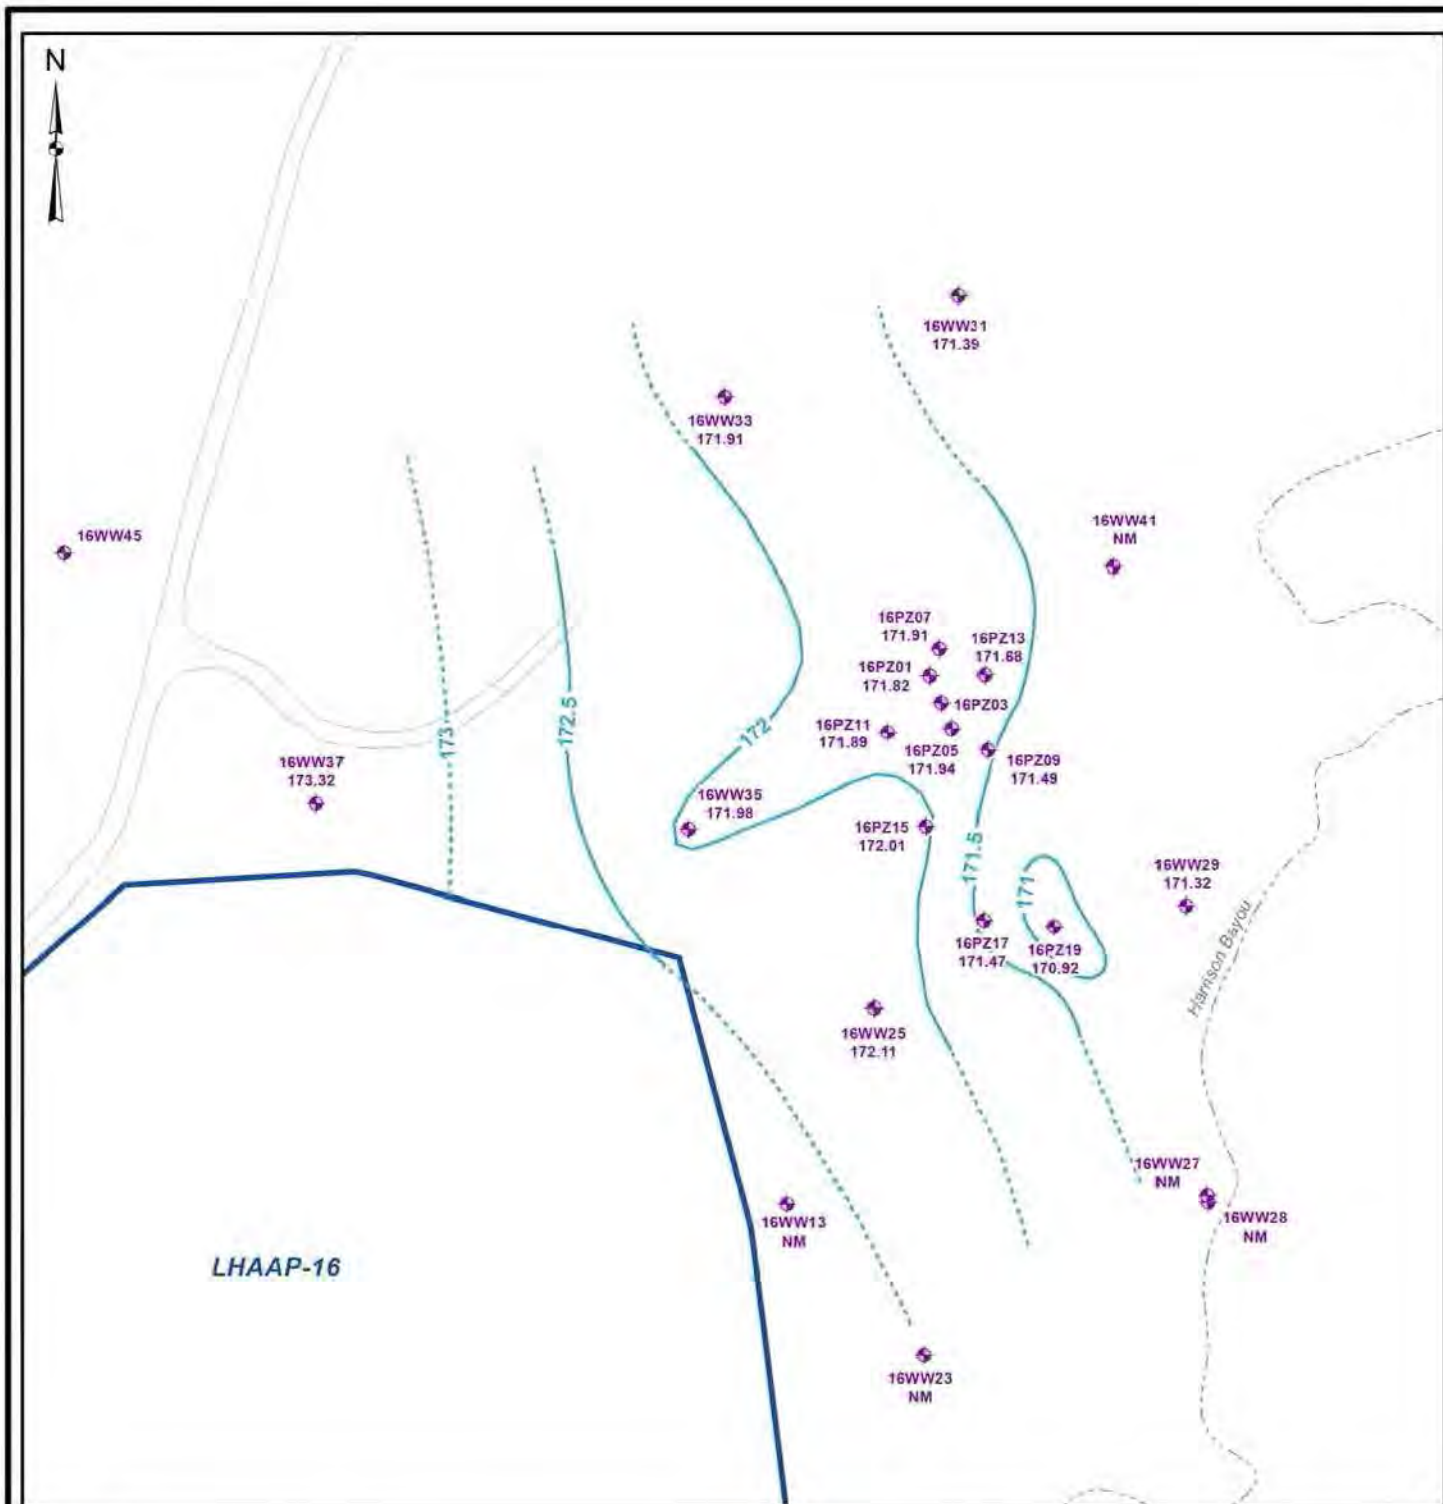 N
16WW31
171.39
16WW33
171.91
16WW45
16WW41
NM
16PZ07
171.91
16PZ13
171.68
16PZ01
171.82
16PZ03
172.5
172
173
16PZ11
171.89
16PZ05
171.94
16PZ09
171.49
16WW37
173.32
16WW35
171.98
16PZ15
172.01
171.5
171
16WW29
171.32
16PZ17
171.47
16PZ19
170.92
Harrison Bayou
16WW25
172.11
16WW27
NM
16WW13
NM
16WW28
NM
LHAAP-16
16WW23
NM